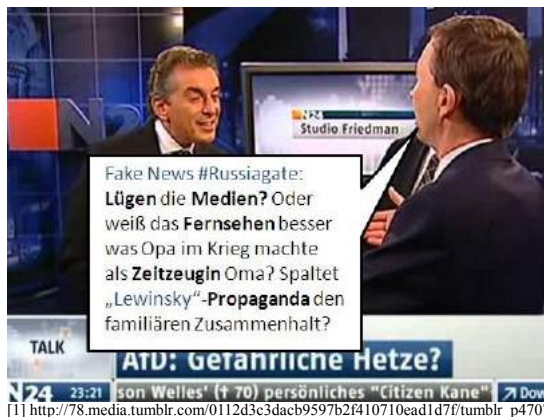 N24
Studio Friedman
Fake News #Russiagate:
Lügen die Medien? Oder
weiß das Fernsehen besser
was Opa im Krieg machte
als Zeitzeugin Oma? Spaltet
„Lewinsky“-Propaganda den
familiären Zusammenhalt?
TALK
AfD: Gefährliche Hetze?
N24 23:21 son Welles' († 70) persönliches "Citizen Kane" Dow
[1] http://78.media.tumblr.com/0112d3c3dacb9597b2f410710ead1d7f/tumblr_p470